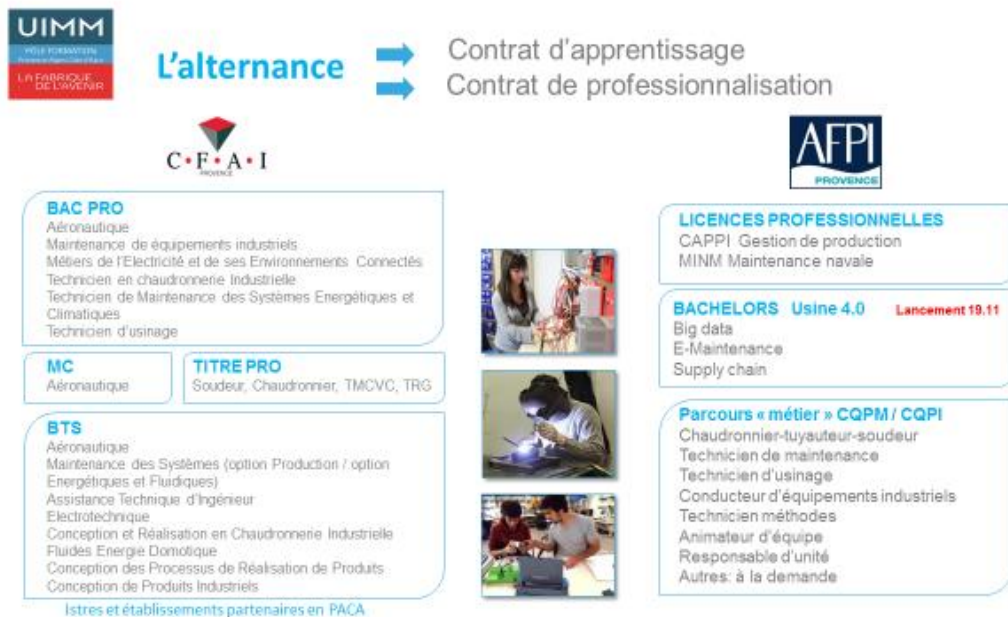 UIMM
PÔLE FORMATION
Provence-Alpes-Côte d'Azur
LA FABRIQUE
DE L'AVENIR
L'alternance
Contrat d'apprentissage
Contrat de professionnalisation
C•F•A•I
PROVENCE
BAC PRO
Aéronautique
Maintenance de équipements industriels
Métiers de l'Electricité et de ses Environnements Connectés
Technicien en chaudronnerie Industrielle
Technicien de Maintenance des Systèmes Energétiques et
Climatiques
Technicien d'usinage
MC
Aéronautique
TITRE PRO
Soudeur, Chaudronnier, TMCVC, TRG
BTS
Aéronautique
Maintenance des Systèmes (option Production / option
Energétiques et Fluidiques)
Assistance Technique d'Ingénieur
Electrotechnique
Conception et Réalisation en Chaudronnerie Industrielle
Fluides Energie Domotique
Conception des Processus de Réalisation de Produits
Conception de Produits Industriels
Istres et établissements partenaires en PACA
AFPI
PROVENCE
LICENCES PROFESSIONNELLES
CAPPI Gestion de production
MINM Maintenance navale
BACHELORS Usine 4.0 Lancement 19.11
Big data
E-Maintenance
Supply chain
Parcours « métier » CQPM / CQPI
Chaudronnier-tuyauteur-soudeur
Technicien de maintenance
Technicien d'usinage
Conducteur d'équipements industriels
Technicien méthodes
Animateur d'équipe
Responsable d'unité
Autres: à la demande